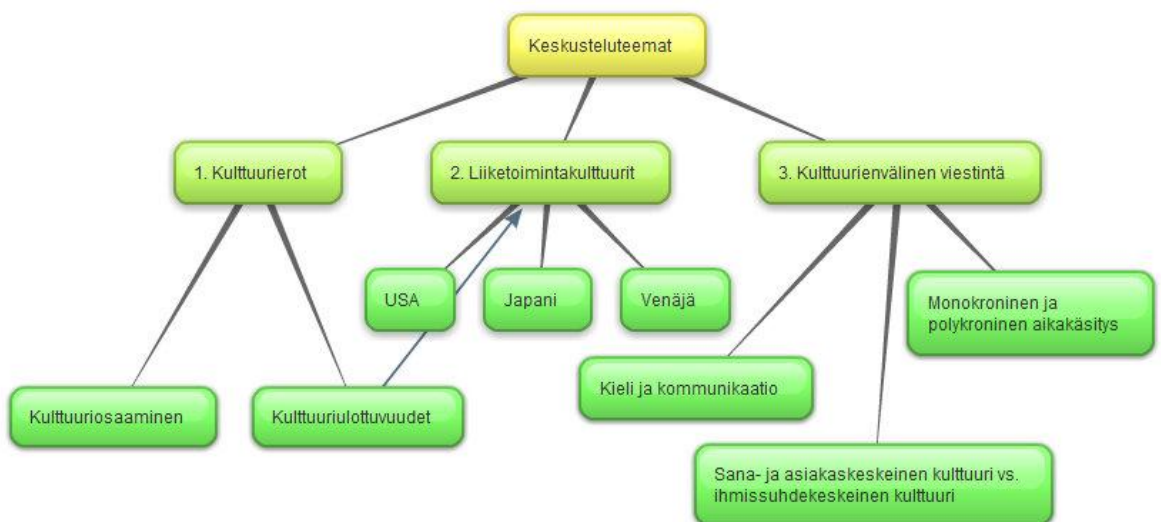 Keskusteluteemat
1. Kulttuurierot
2. Liiketoimintakulttuurit
3. Kulttuurienvälinen viestintä
USA
Japani
Venäjä
Monokroninen ja
polykroninen aikakäsitys
Kieli ja kommunikaatio
Kulttuuriosaaminen
Kulttuuriulottuvuudet
Sana- ja asiakaskeskeinen kulttuuri vs.
ihmissuhdekeskeinen kulttuuri